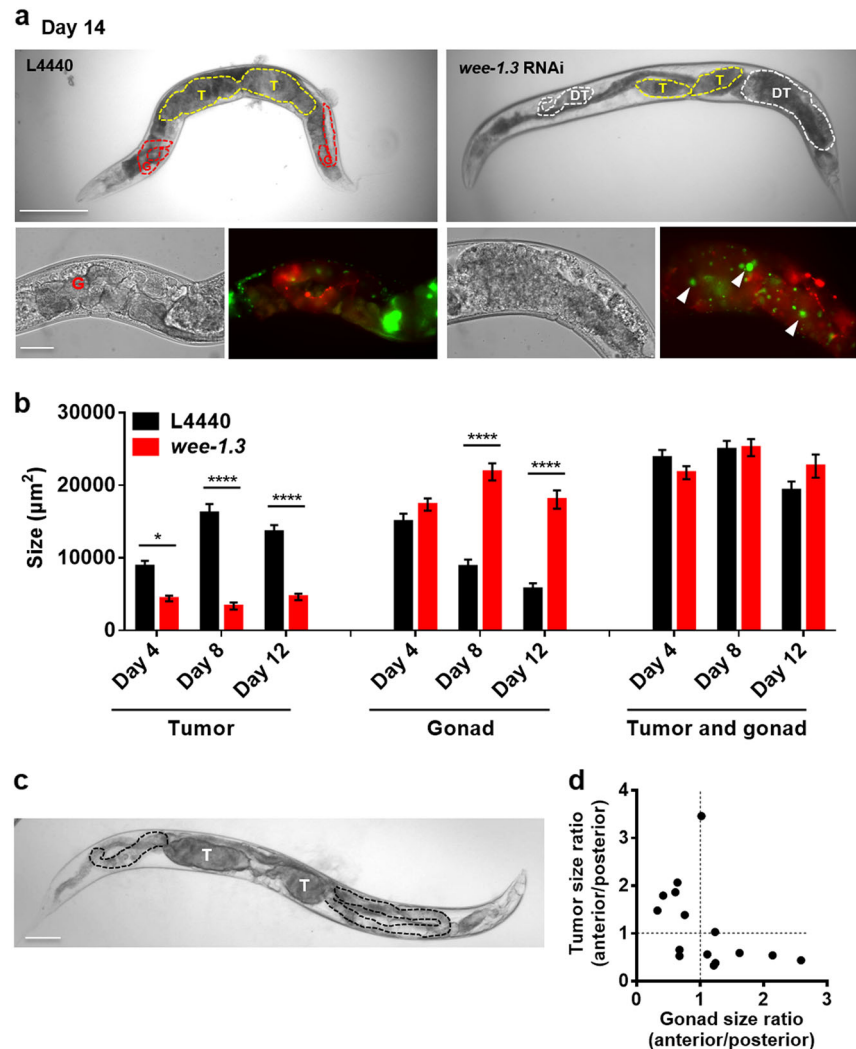 a Day 14
L4440
T T
G G
wee-1.3 RNAi
DT T T DT
G
b
L4440
wee-1.3
Size (µm²)
30000
20000
10000
0
* **** ****
**** ****
Day 4 Day 8 Day 12 Day 4 Day 8 Day 12 Day 4 Day 8 Day 12
Tumor Gonad Tumor and gonad
c
T
T
d
Tumor size ratio
(anterior/posterior)
4
3
2
1
0
0 1 2 3
Gonad size ratio
(anterior/posterior)